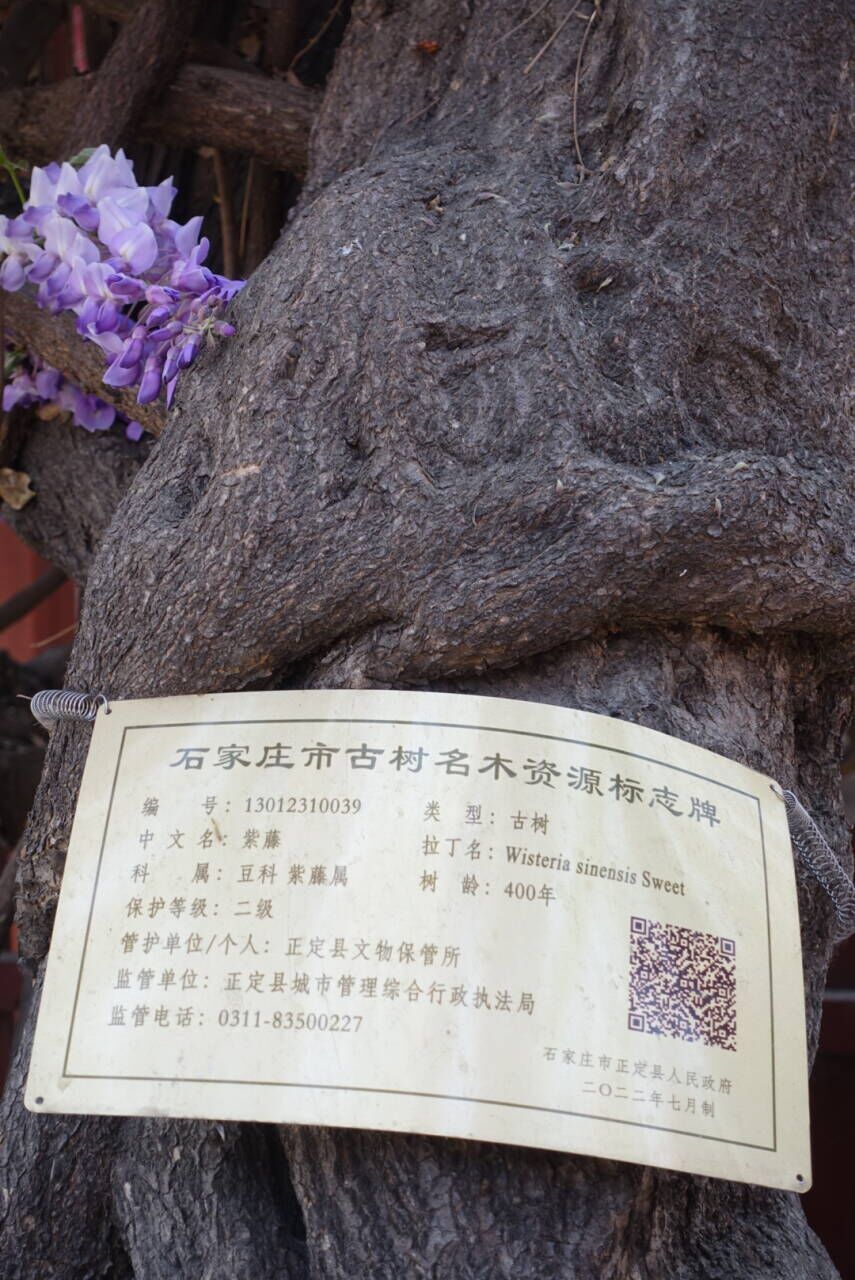 石家庄市古树名木资源标志牌
编 号：13012310039 类 型：古树
中文名：紫藤 拉丁名：Wisteria sinensis Sweet
科 属：豆科 紫藤属 树 龄：400年
保护等级：二级
管护单位/个人：正定县文物保管所
监管单位：正定县城市管理综合行政执法局
监管电话：0311-83500227
石家庄市正定县人民政府
二〇二二年七月制